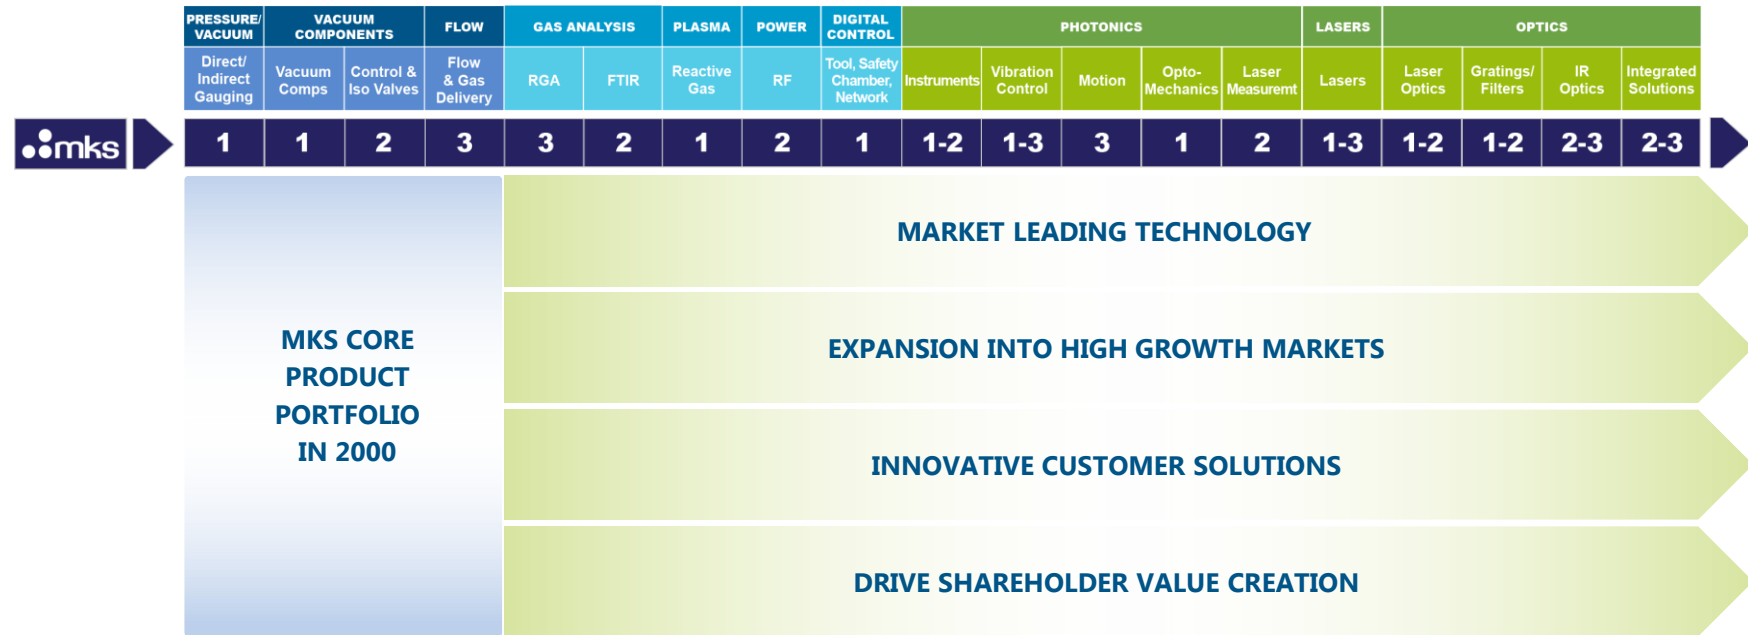 PRESSURE/
VACUUM
VACUUM
COMPONENTS
FLOW
GAS ANALYSIS
PLASMA
POWER
DIGITAL
CONTROL
PHOTONICS
LASERS
OPTICS
Direct/
Indirect
Gauging
Vacuum
Comps
Control &
Iso Valves
Flow
& Gas
Delivery
RGA
FTIR
Reactive
Gas
RF
Tool, Safety
Chamber,
Network
Instruments
Vibration
Control
Motion
Opto-
Mechanics
Laser
Measuremt
Lasers
Laser
Optics
Gratings/
Filters
IR
Optics
Integrated
Solutions
mks
1
1
2
3
3
2
1
2
1
1-2
1-3
3
1
2
1-3
1-2
1-2
2-3
2-3
MKS CORE
PRODUCT
PORTFOLIO
IN 2000
MARKET LEADING TECHNOLOGY
EXPANSION INTO HIGH GROWTH MARKETS
INNOVATIVE CUSTOMER SOLUTIONS
DRIVE SHAREHOLDER VALUE CREATION